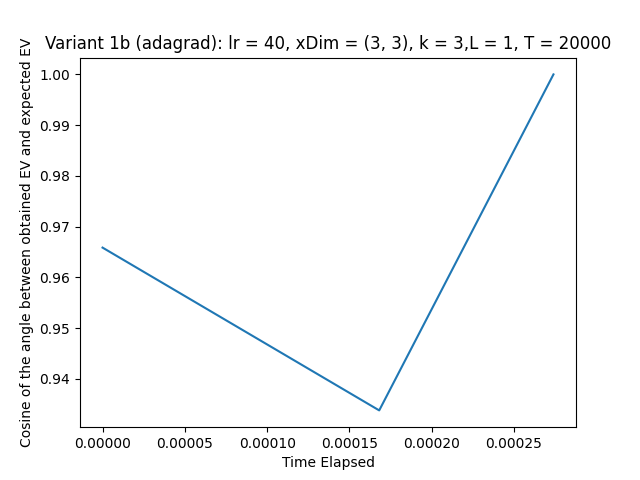 Variant 1b (adagrad): lr = 40, xDim = (3, 3), k = 3,L = 1, T = 20000
Cosine of the angle between obtained EV and expected EV
1.00
0.99
0.98
0.97
0.96
0.95
0.94
0.00000 0.00005 0.00010 0.00015 0.00020 0.00025
Time Elapsed